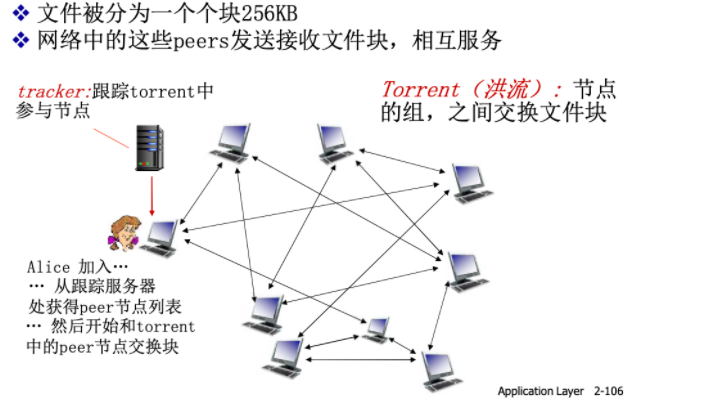 ❖ 文件被分为一个个块256KB
❖ 网络中的这些peers发送接收文件块，相互服务
tracker:跟踪torrent中
参与节点
Torrent（洪流）: 节点
的组，之间交换文件块
Alice 加入…
… 从跟踪服务器
处获得peer节点列表
… 然后开始和torrent
中的peer节点交换块
Application Layer 2-106